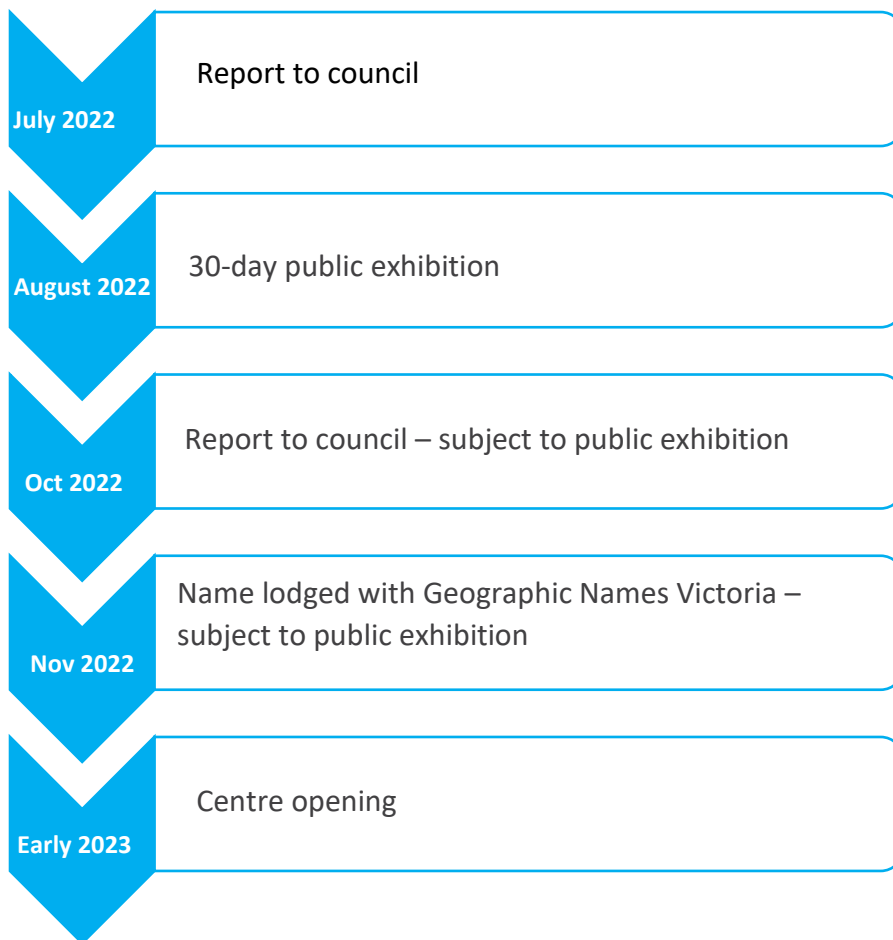 Report to council
July 2022
30-day public exhibition
August 2022
Report to council – subject to public exhibition
Oct 2022
Name lodged with Geographic Names Victoria –
subject to public exhibition
Nov 2022
Centre opening
Early 2023